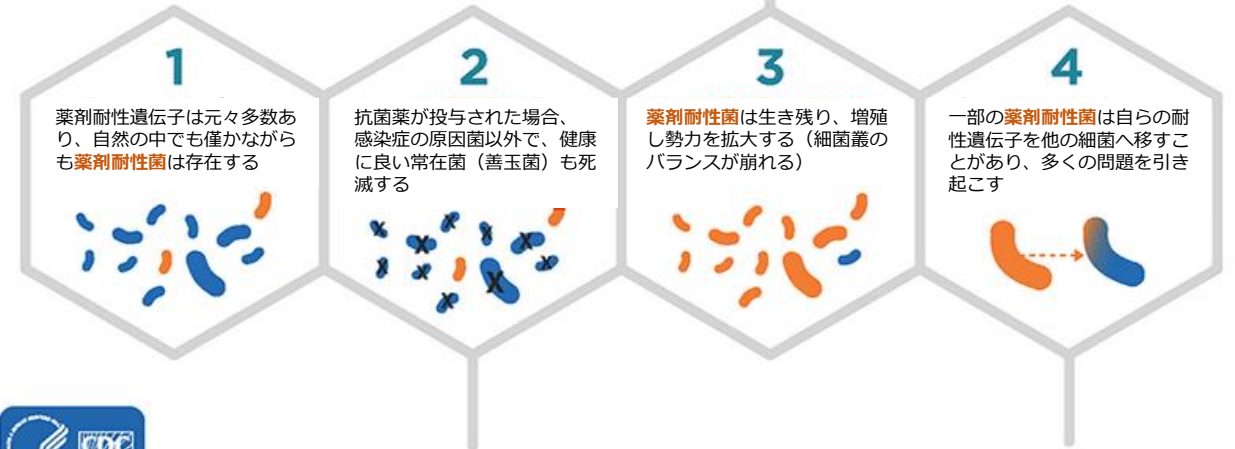 1
薬剤耐性遺伝子は元々多数あ
り、自然の中でも僅かながら
も薬剤耐性菌は存在する
2
抗菌薬が投与された場合、
感染症の原因菌以外で、健康
に良い常在菌（善玉菌）も死
滅する
X
X
X
X
X
X
X
X
X
3
薬剤耐性菌は生き残り、増殖
し勢力を拡大する（細菌叢の
バランスが崩れる）
4
一部の薬剤耐性菌は自らの耐
性遺伝子を他の細菌へ移すこ
とがあり、多くの問題を引き
起こす
CDC